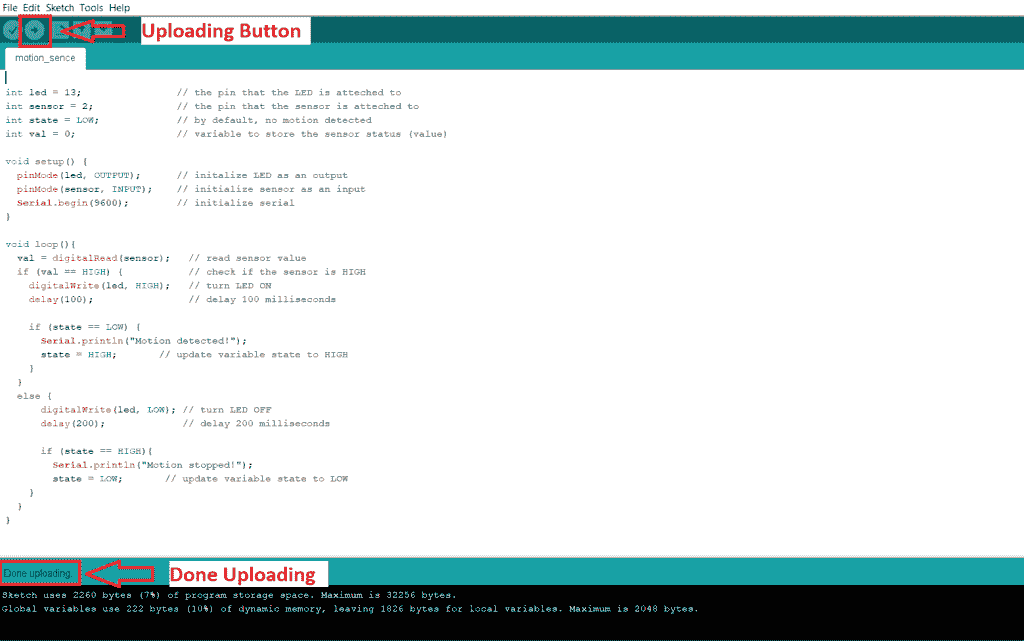 File Edit Sketch Tools Help
Uploading Button
motion_sence
int led = 13;                // the pin that the LED is atteched to
int sensor = 2;              // the pin that the sensor is atteched to
int state = LOW;             // by default, no motion detected
int val = 0;                 // variable to store the sensor status (value)
void setup() {
  pinMode(led, OUTPUT);      // initalize LED as an output
  pinMode(sensor, INPUT);    // initialize sensor as an input
  Serial.begin(9600);        // initialize serial
}
void loop(){
  val = digitalRead(sensor);   // read sensor value
  if (val == HIGH) {           // check if the sensor is HIGH
    digitalWrite(led, HIGH);   // turn LED ON
    delay(100);                // delay 100 milliseconds
    if (state == LOW) {
      Serial.println("Motion detected!");
      state = HIGH;       // update variable state to HIGH
    }
  }
  else {
      digitalWrite(led, LOW); // turn LED OFF
      delay(200);             // delay 200 milliseconds
      if (state == HIGH){
        Serial.println("Motion stopped!");
        state = LOW;       // update variable state to LOW
    }
  }
}
Done uploading.
Done Uploading
Sketch uses 2260 bytes (7%) of program storage space. Maximum is 32256 bytes.
Global variables use 222 bytes (10%) of dynamic memory, leaving 1826 bytes for local variables. Maximum is 2048 bytes.